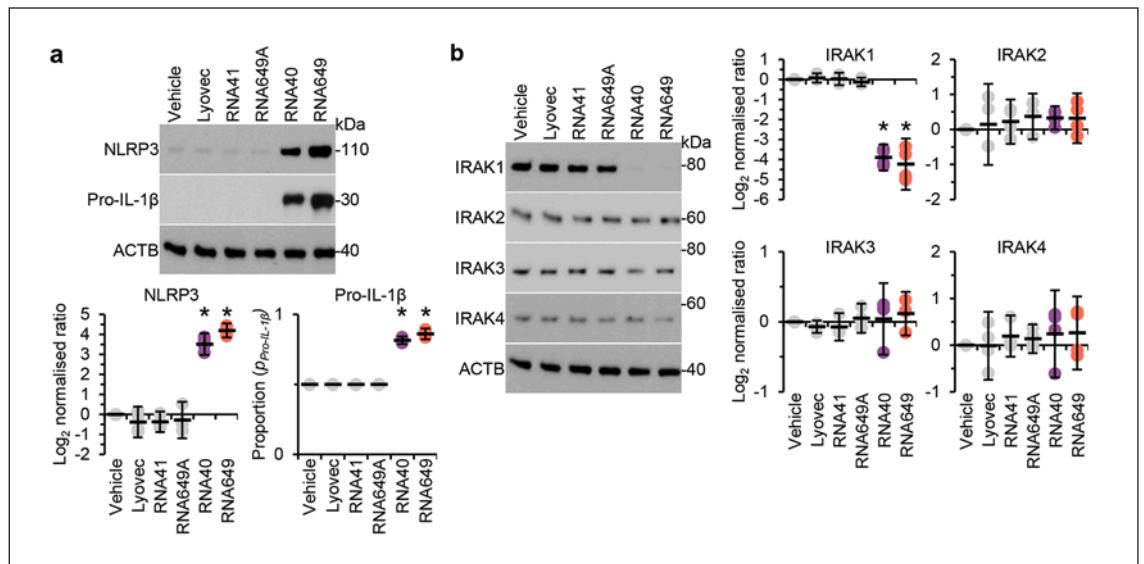 a
Vehicle
Lyovec
RNA41
RNA649A
RNA40
RNA649
kDa
NLRP3
-110
Pro-IL-1β
-30
ACTB
-40
NLRP3
Log2 normalised ratio
5
4
3
2
1
0
-1
-2
* *
Vehicle
Lyovec
RNA41
RNA649A
RNA40
RNA649
Pro-IL-1β
Proportion (pPro-IL-1β)
1
0
* *
Vehicle
Lyovec
RNA41
RNA649A
RNA40
RNA649
b
Vehicle
Lyovec
RNA41
RNA649A
RNA40
RNA649
kDa
IRAK1
-80
IRAK2
-60
-80
IRAK3
-60
IRAK4
ACTB
-40
IRAK1
Log2 normalised ratio
1
0
-1
-2
-3
-4
-5
-6
* *
IRAK2
2
1
0
-1
-2
IRAK3
Log2 normalised ratio
1
0
-1
Vehicle
Lyovec
RNA41
RNA649A
RNA40
RNA649
IRAK4
2
1
0
-1
Vehicle
Lyovec
RNA41
RNA649A
RNA40
RNA649